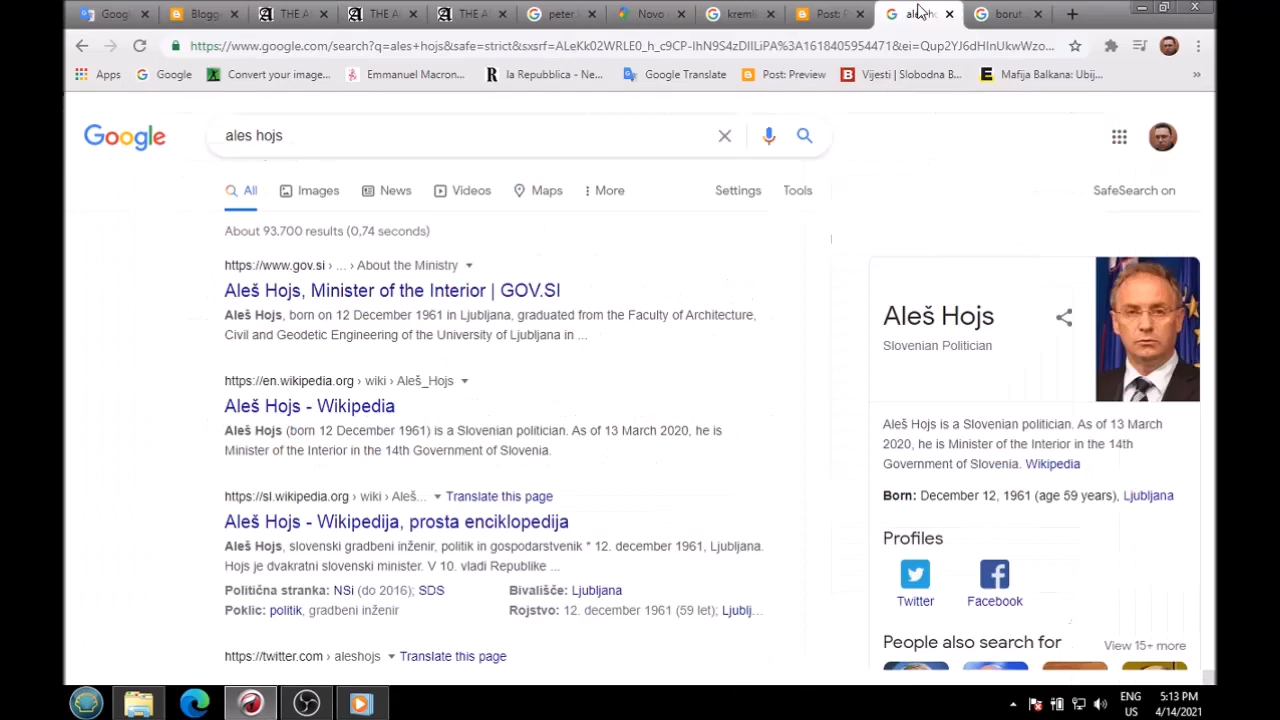 Goog
Blogg
THE A
THE A
THE A
peter
Novo
kreml
Post: P
ales ho
borut
https://www.google.com/search?q=ales+hojs&safe=strict&sxsrf=ALeKk02WRLE0_h_c9CP-IhN9S4zDIlLiPA%3A1618405954471&ei=Qup2YJ6dHInUkwWzo...
Apps
Google
Convert your image...
Emmanuel Macron...
la Repubblica - Ne...
Google Translate
Post: Preview
Vijesti | Slobodna B...
Mafija Balkana: Ubij...
»
Google
ales hojs
All
Images
News
Videos
Maps
More
Settings
Tools
SafeSearch on
About 93.700 results (0,74 seconds)
https://www.gov.si › ... › About the Ministry
Aleš Hojs, Minister of the Interior | GOV.SI
Aleš Hojs, born on 12 December 1961 in Ljubljana, graduated from the Faculty of Architecture,
Civil and Geodetic Engineering of the University of Ljubljana in ...
https://en.wikipedia.org › wiki › Aleš_Hojs
Aleš Hojs - Wikipedia
Aleš Hojs (born 12 December 1961) is a Slovenian politician. As of 13 March 2020, he is
Minister of the Interior in the 14th Government of Slovenia.
https://sl.wikipedia.org › wiki › Aleš... Translate this page
Aleš Hojs - Wikipedija, prosta enciklopedija
Aleš Hojs, slovenski gradbeni inženir, politik in gospodarstvenik * 12. december 1961, Ljubljana.
Hojs je dvakratni slovenski minister. V 10. vladi Republike ...
Politična stranka: NSi (do 2016); SDS
Bivališče: Ljubljana
Poklic: politik, gradbeni inženir
Rojstvo: 12. december 1961 (59 let); Ljublj...
https://twitter.com › aleshojs Translate this page
Aleš Hojs
Slovenian Politician
Aleš Hojs is a Slovenian politician. As of 13 March
2020, he is Minister of the Interior in the 14th
Government of Slovenia. Wikipedia
Born: December 12, 1961 (age 59 years), Ljubljana
Profiles
Twitter
Facebook
People also search for
View 15+ more
ENG
US
5:13 PM
4/14/2021